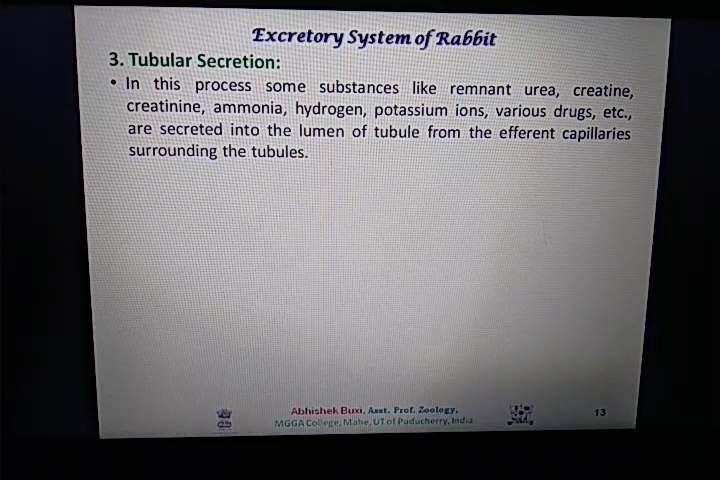 Excretory System of Rabbit
3. Tubular Secretion:
• In this process some substances like remnant urea, creatine,
creatinine, ammonia, hydrogen, potassium ions, various drugs, etc.,
are secreted into the lumen of tubule from the efferent capillaries
surrounding the tubules.
Abhishek Buxi, Asst. Prof. Zoology,
MGGA College, Mahe, UT of Puducherry, India
13